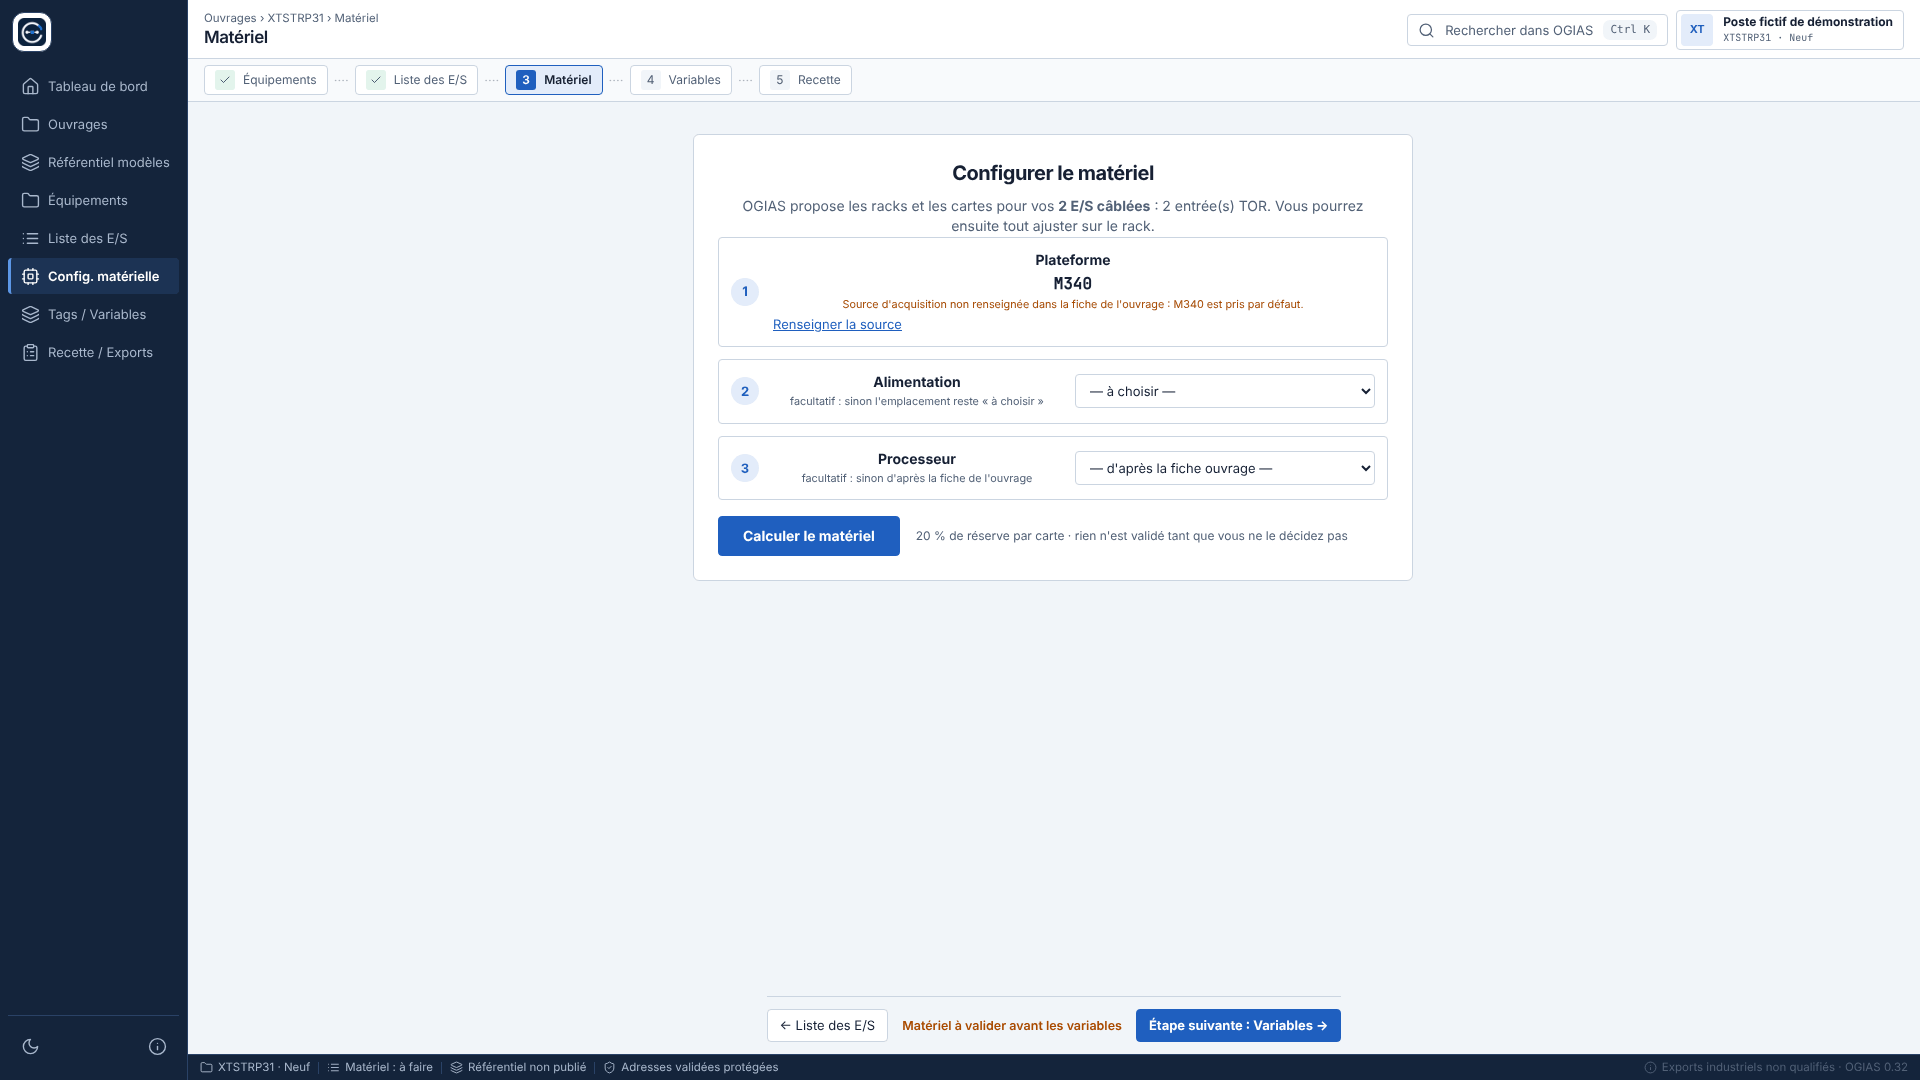 Ouvrages › XTSTRP31 › Matériel
Matériel
Rechercher dans OGIAS
Ctrl K
XT
Poste fictif de démonstration
XTSTRP31 · Neuf
Tableau de bord
Ouvrages
Référentiel modèles
Équipements
Liste des E/S
Config. matérielle
Tags / Variables
Recette / Exports
Équipements
Liste des E/S
3 Matériel
4 Variables
5 Recette
Configurer le matériel
OGIAS propose les racks et les cartes pour vos 2 E/S câblées : 2 entrée(s) TOR. Vous pourrez
ensuite tout ajuster sur le rack.
1
Plateforme
M340
Source d'acquisition non renseignée dans la fiche de l'ouvrage : M340 est pris par défaut.
Renseigner la source
2
Alimentation
facultatif : sinon l'emplacement reste « à choisir »
— à choisir —
3
Processeur
facultatif : sinon d'après la fiche de l'ouvrage
— d'après la fiche ouvrage —
Calculer le matériel
20 % de réserve par carte · rien n'est validé tant que vous ne le décidez pas
← Liste des E/S
Matériel à valider avant les variables
Étape suivante : Variables →
XTSTRP31 · Neuf
Matériel : à faire
Référentiel non publié
Adresses validées protégées
Exports industriels non qualifiés · OGIAS 0.32